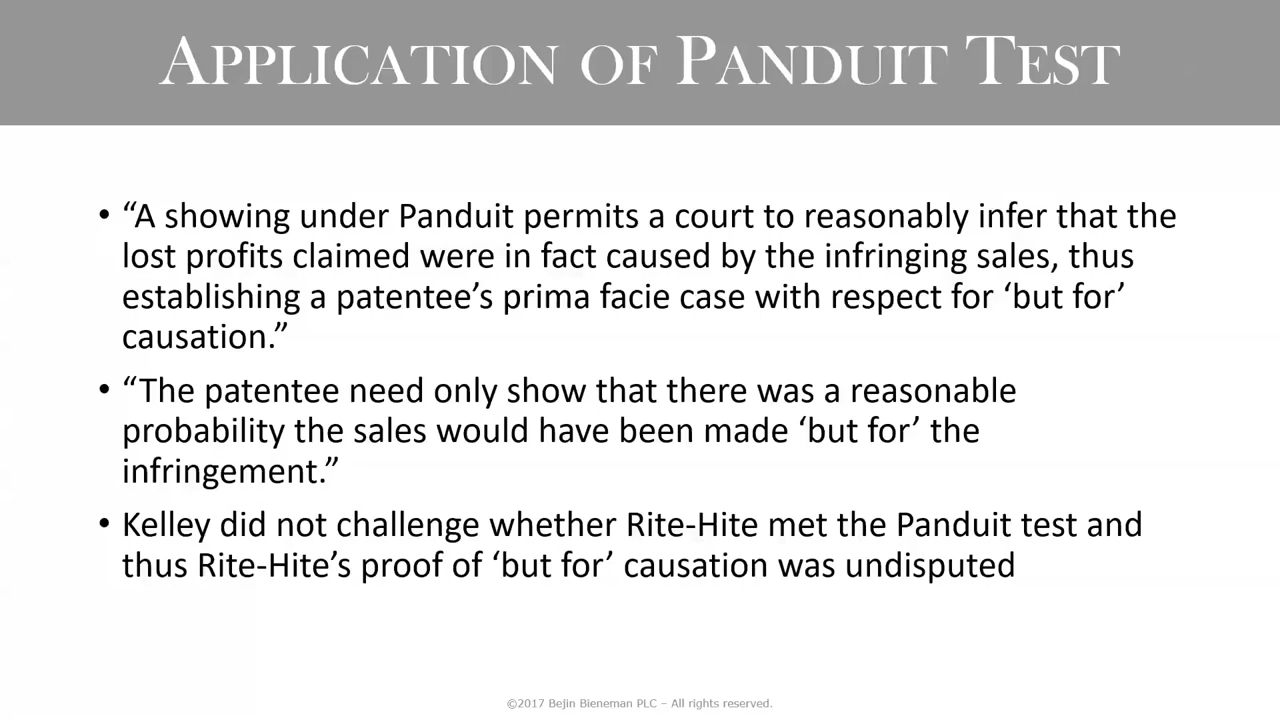 APPLICATION OF PANDUIT TEST
• “A showing under Panduit permits a court to reasonably infer that the
lost profits claimed were in fact caused by the infringing sales, thus
establishing a patentee’s prima facie case with respect for ‘but for’
causation.”
• “The patentee need only show that there was a reasonable
probability the sales would have been made ‘but for’ the
infringement.”
• Kelley did not challenge whether Rite-Hite met the Panduit test and
thus Rite-Hite’s proof of ‘but for’ causation was undisputed
©2017 Bejin Bieneman PLC – All rights reserved.